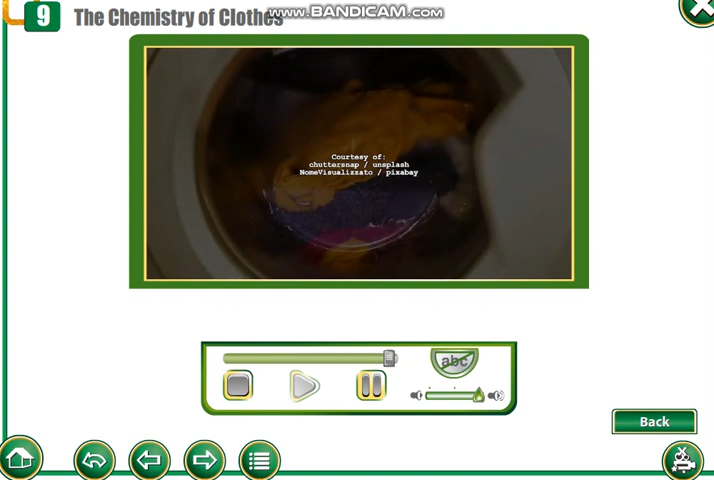 www.BANDICAM.com
9
The Chemistry of Clothes
Courtesy of:
chuttersnap / unsplash
NomeVisualizzato / pixabay
abc
Back